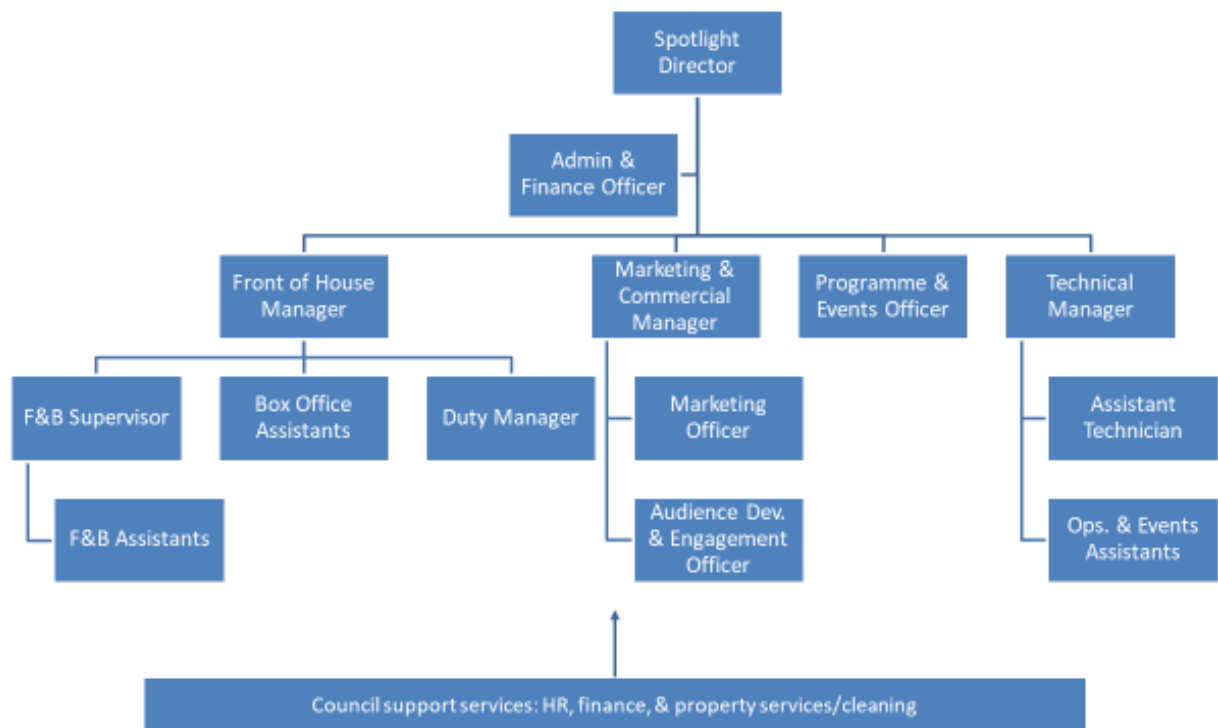 Spotlight
Director
Admin &
Finance Officer
Front of House
Manager
Marketing &
Commercial
Manager
Programme &
Events Officer
Technical
Manager
F&B Supervisor
Box Office
Assistants
Duty Manager
Marketing
Officer
Assistant
Technician
F&B Assistants
Audience Dev.
& Engagement
Officer
Ops. & Events
Assistants
Council support services: HR, finance, & property services/cleaning